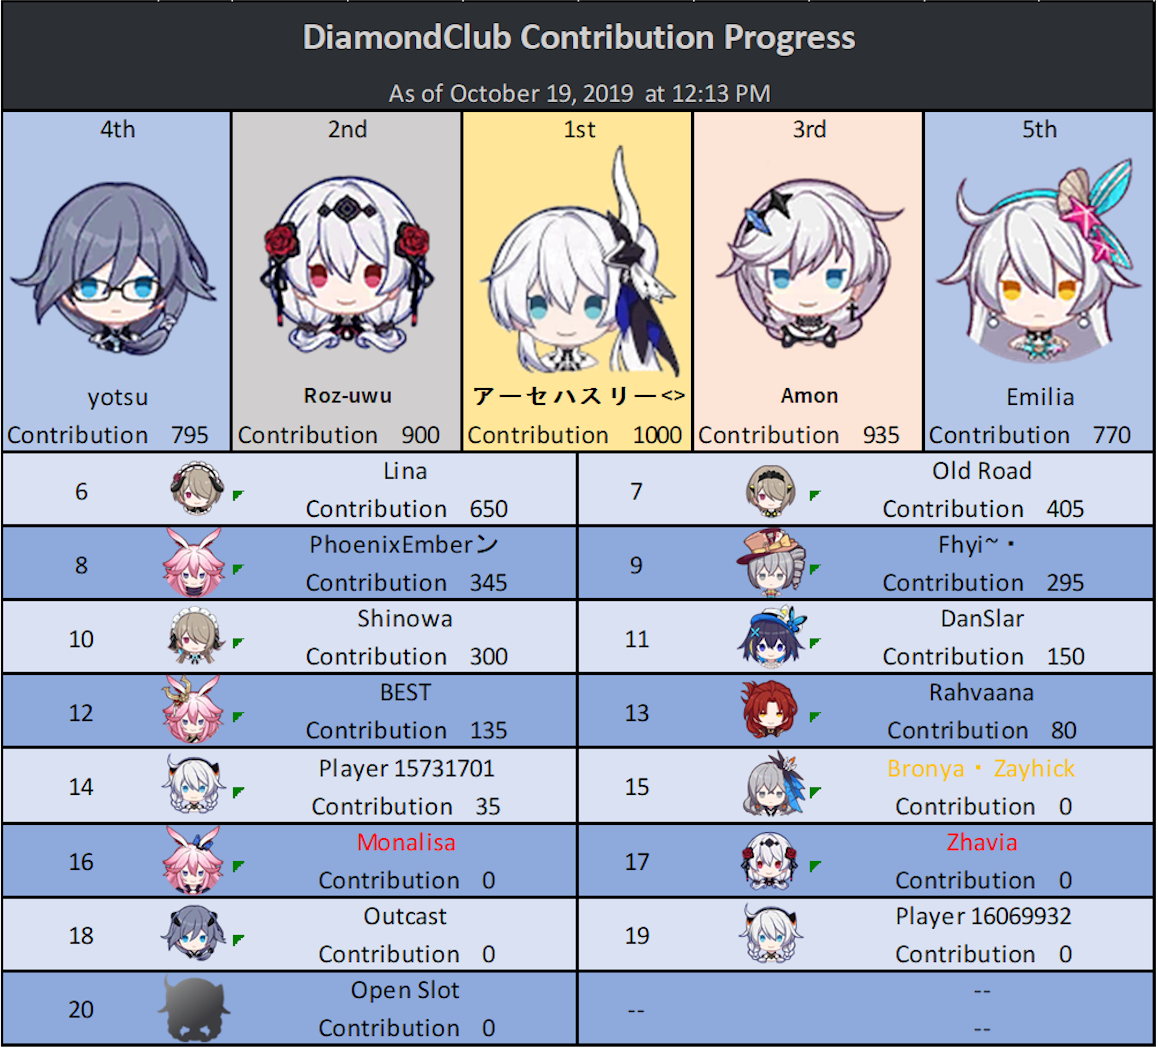 DiamondClub Contribution Progress
As of October 19, 2019 at 12:13 PM
4th
yotsu
Contribution 795
2nd
Roz-uwu
Contribution 900
1st
アーセハスリー<>
Contribution 1000
3rd
Amon
Contribution 935
5th
Emilia
Contribution 770
6
Lina
Contribution 650
7
Old Road
Contribution 405
8
PhoenixEmberン
Contribution 345
9
Fhyi~・
Contribution 295
10
Shinowa
Contribution 300
11
DanSlar
Contribution 150
12
BEST
Contribution 135
13
Rahvaana
Contribution 80
14
Player 15731701
Contribution 35
15
Bronya・Zayhick
Contribution 0
16
Monalisa
Contribution 0
17
Zhavia
Contribution 0
18
Outcast
Contribution 0
19
Player 16069932
Contribution 0
20
Open Slot
Contribution 0
--
--
--